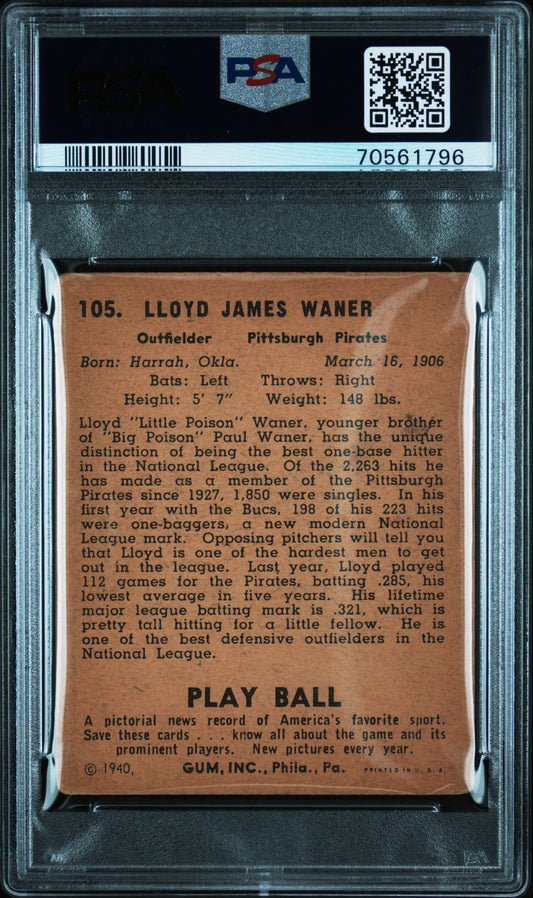 PSA
PSA
70561796
105. LLOYD JAMES WANER
Outfielder Pittsburgh Pirates
Born: Harrah, Okla. March 16, 1906
Bats: Left Throws: Right
Height: 5' 7" Weight: 148 lbs.
Lloyd "Little Poison" Waner, younger brother
of "Big Poison" Paul Waner, has the unique
distinction of being the best one-base hitter
in the National League. Of the 2,263 hits he
has made as a member of the Pittsburgh
Pirates since 1927, 1,850 were singles. In his
first year with the Bucs, 198 of his 223 hits
were one-baggers, a new modern National
League mark. Opposing pitchers will tell you
that Lloyd is one of the hardest men to get
out in the league. Last year, Lloyd played
112 games for the Pirates, batting .285, his
lowest average in five years. His lifetime
major league batting mark is .321, which is
pretty tall hitting for a little fellow. He is
one of the best defensive outfielders in the
National League.
PLAY BALL
A pictorial news record of America's favorite sport.
Save these cards . . . know all about the game and its
prominent players. New pictures every year.
© 1940, GUM, INC., Phila., Pa. PRINTED IN U. S. A.
PSA